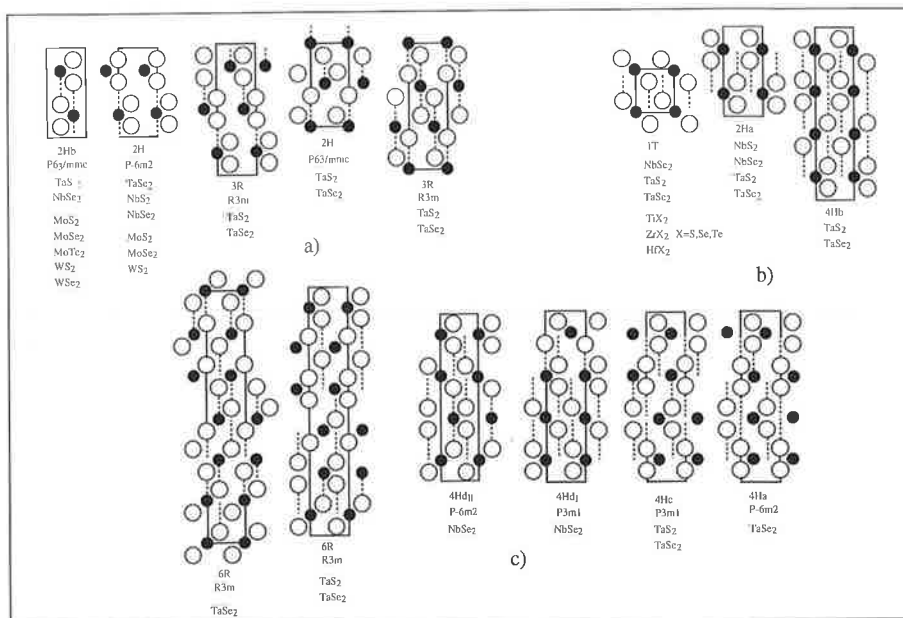 2Hb
P63/mmc
TaS
NbSe2
MoS2
MoSe2
MoTe2
WS2
WSe2
2H
P-6m2
TaSe2
NbS2
NbSe2
MoS2
MoSe2
WS2
3R
R3m
TaS2
TaSe2
2H
P63/mmc
TaS2
TaSe2
3R
R3m
TaS2
TaSe2
a)
1T
NbSe2
TaS2
TaSe2
TiX2
ZrX2 X=S,Se,Te
HfX2
2Ha
NbS2
NbSe2
TaS2
TaSe2
4Hb
TaS2
TaSe2
b)
6R
R3m
TaSe2
6R
R3m
TaS2
TaSe2
4HdII
P-6m2
NbSe2
4HdI
P3m1
NbSe2
4Hc
P3m1
TaS2
TaSe2
4Ha
P-6m2
TaSe2
c)